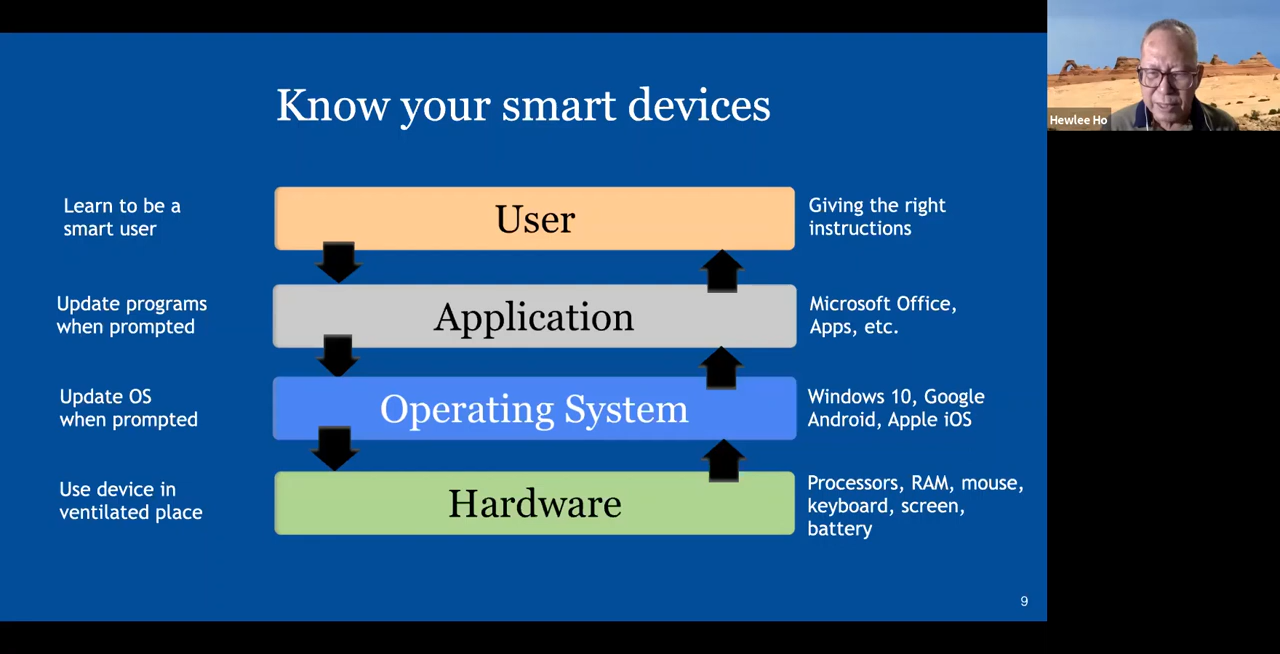 Know your smart devices
Hewlee Ho
Learn to be a
smart user
User
Giving the right
instructions
Update programs
when prompted
Application
Microsoft Office,
Apps, etc.
Update OS
when prompted
Operating System
Windows 10, Google
Android, Apple iOS
Use device in
ventilated place
Hardware
Processors, RAM, mouse,
keyboard, screen,
battery
9